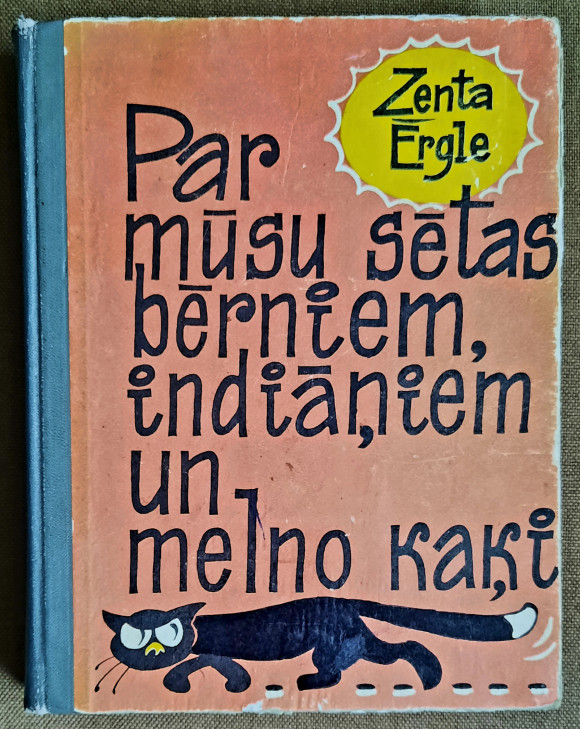 Zenta
Ērgle
Par
mūsu sētas
bērniem,
indiāņiem
un
melno kaķi